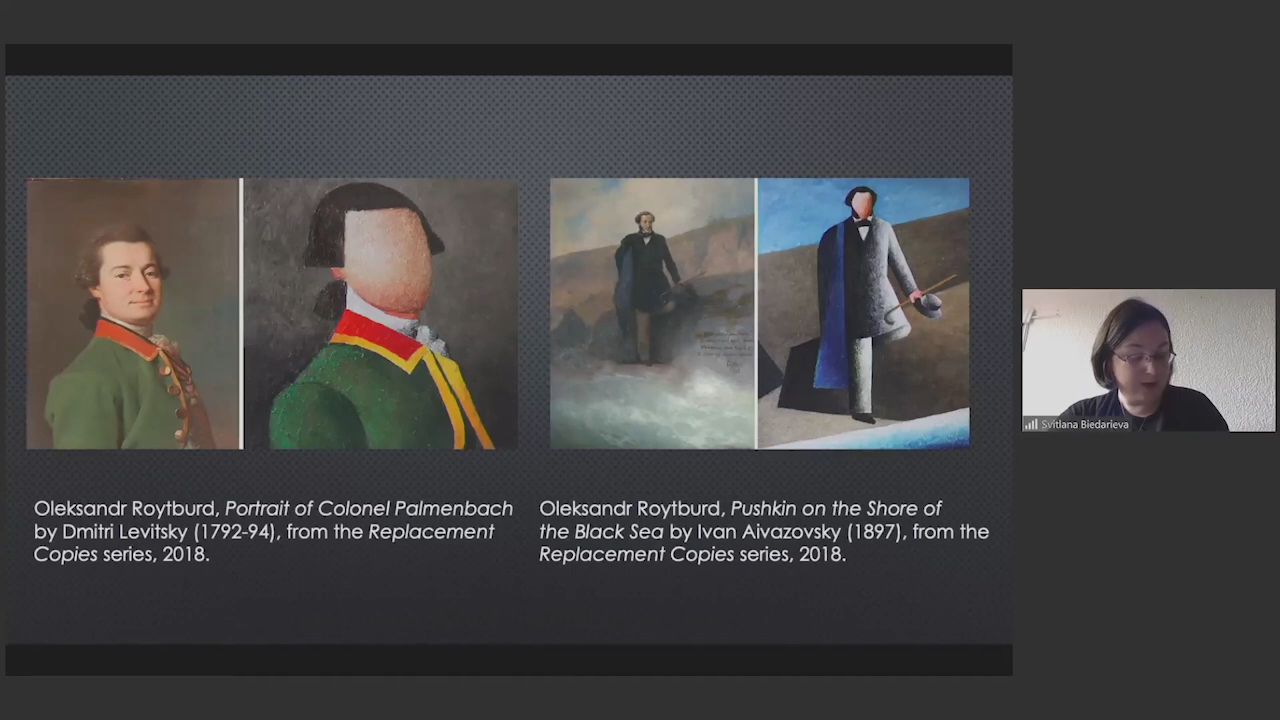 Oleksandr Roytburd, Portrait of Colonel Palmenbach
by Dmitri Levitsky (1792-94), from the Replacement
Copies series, 2018.
Oleksandr Roytburd, Pushkin on the Shore of
the Black Sea by Ivan Aivazovsky (1897), from the
Replacement Copies series, 2018.
Svitlana Biedarieva